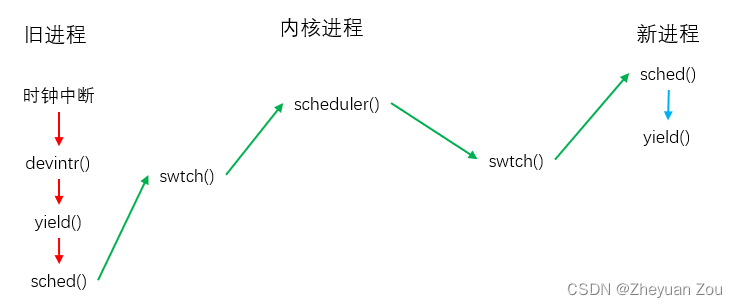 旧进程
内核进程
新进程
时钟中断
devintr()
yield()
sched()
swtch()
scheduler()
swtch()
sched()
yield()
CSDN @Zheyuan Zou